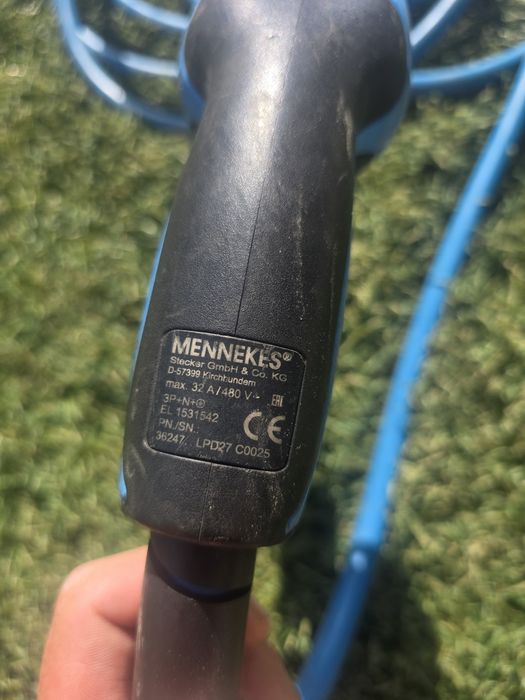 MENNEKES®
Stecker GmbH & Co. KG
D-57399 Kirchhundem
max. 32 A/480 V~ EAC
3P+N+⏚
EL 1531542
PN./SN.
36247. LPD27 C0025
CE